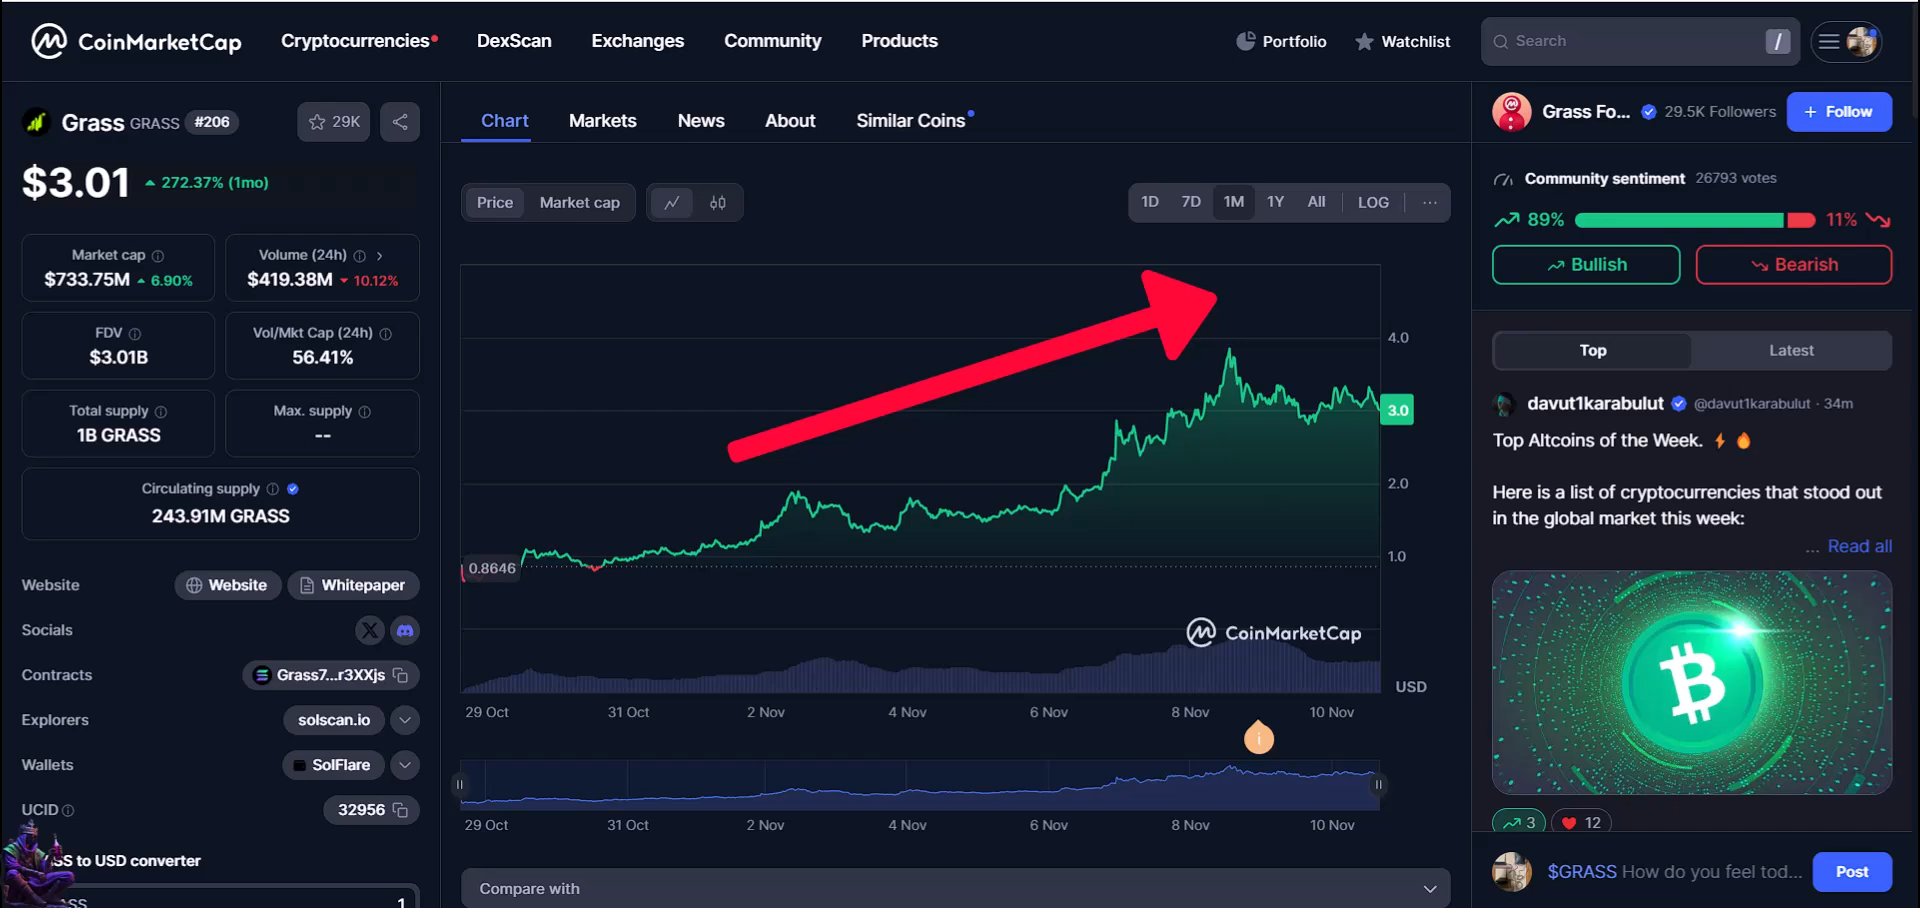 CoinMarketCap
Cryptocurrencies DexScan Exchanges Community Products
Portfolio Watchlist Search /
Grass GRASS #206 29K
$3.01 272.37% (1mo)
Market cap
$733.75M 6.90%
Volume (24h)
$419.38M 10.12%
FDV
$3.01B
Vol/Mkt Cap (24h)
56.41%
Total supply
1B GRASS
Max. supply
--
Circulating supply
243.91M GRASS
Website Website Whitepaper
Socials
Contracts Grass7...r3XXjs
Explorers solscan.io
Wallets SolFlare
UCID 32956
SS to USD converter
ASS 1
Chart Markets News About Similar Coins
Price Market cap
1D 7D 1M 1Y All LOG ...
4.0
3.0
2.0
1.0
0.8646
CoinMarketCap
USD
29 Oct 31 Oct 2 Nov 4 Nov 6 Nov 8 Nov 10 Nov
29 Oct 31 Oct 2 Nov 4 Nov 6 Nov 8 Nov 10 Nov
Compare with
Grass Fo... 29.5K Followers + Follow
Community sentiment 26793 votes
89% 11%
Bullish Bearish
Top Latest
davut1karabulut @davut1karabulut · 34m
Top Altcoins of the Week.
Here is a list of cryptocurrencies that stood out
in the global market this week:
... Read all
3 12
$GRASS How do you feel tod... Post